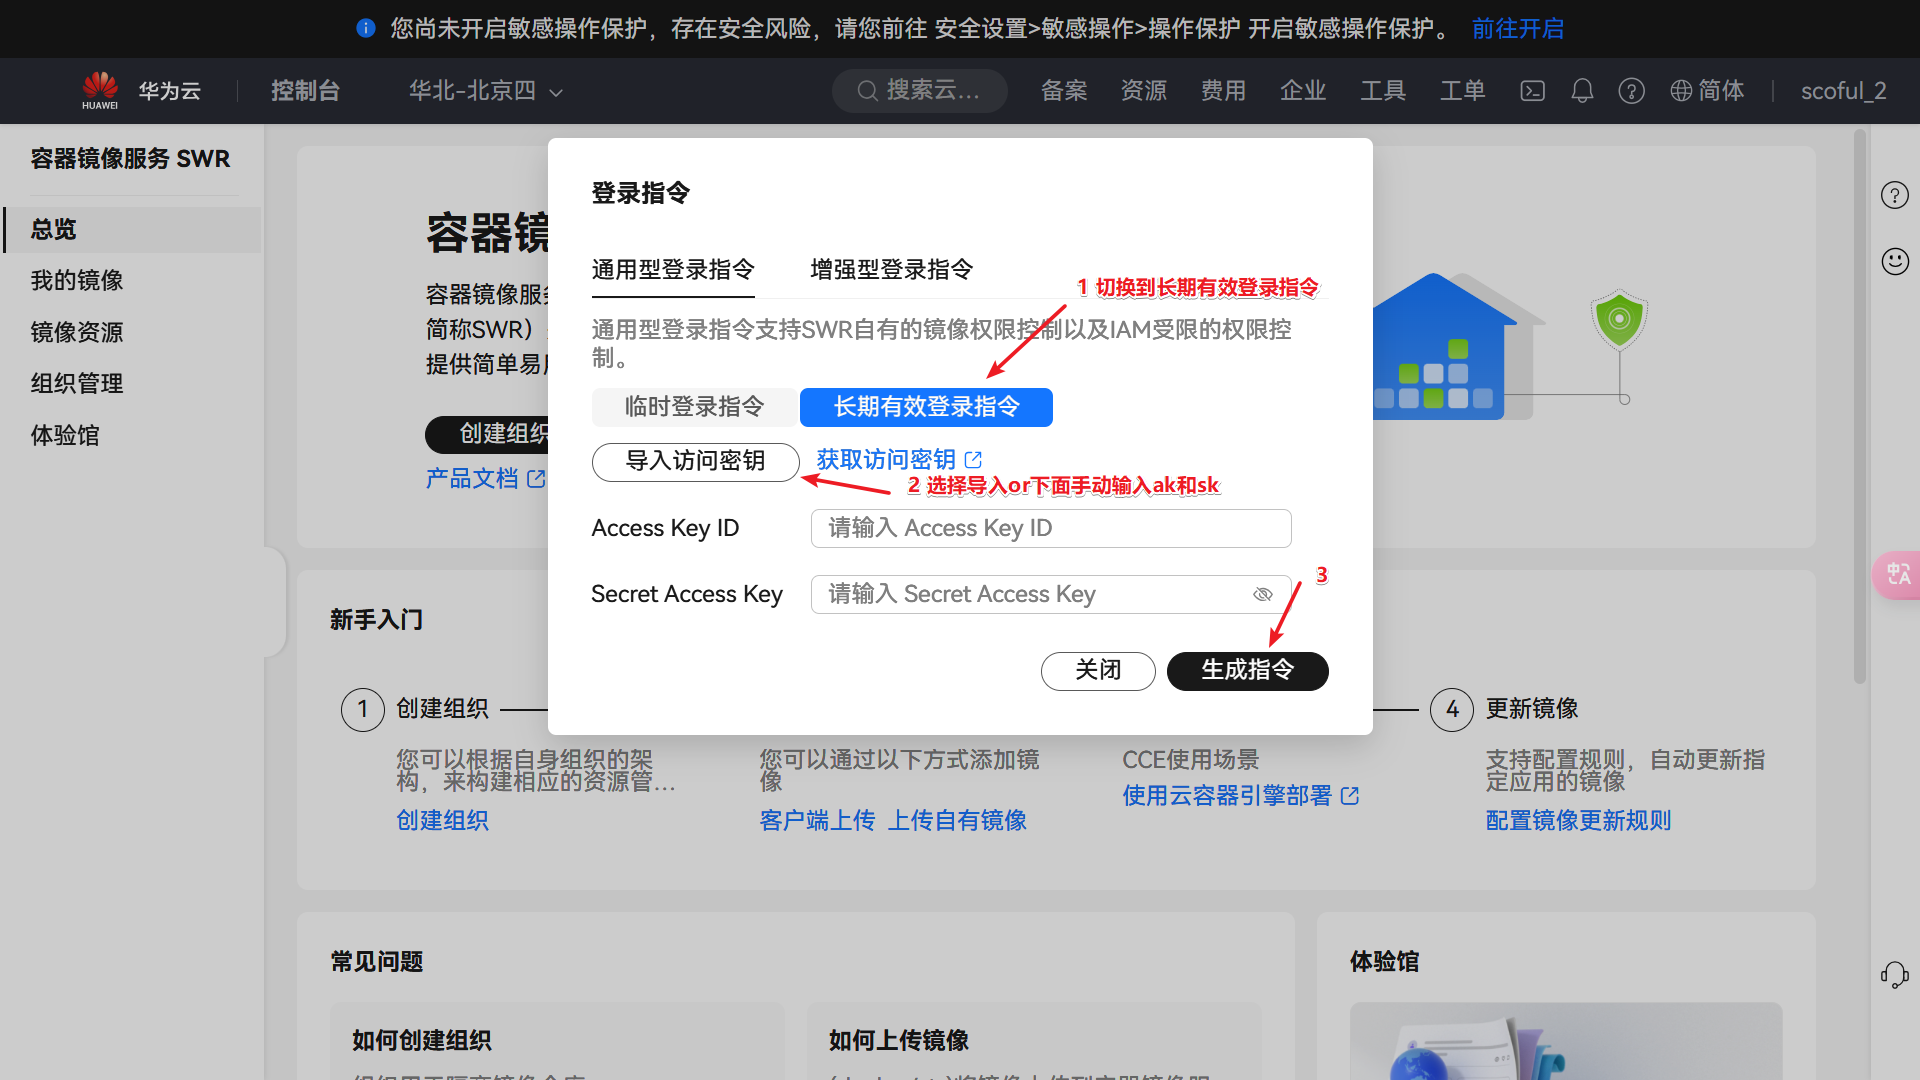 您尚未开启敏感操作保护，存在安全风险，请您前往 安全设置>敏感操作>操作保护 开启敏感操作保护。 前往开启
HUAWEI 华为云 控制台 华北-北京四 搜索云... 备案 资源 费用 企业 工具 工单 简体 scoful_2
容器镜像服务 SWR
总览
我的镜像
镜像资源
组织管理
体验馆
容器镜
容器镜像服务
简称SWR）
提供简单易用
创建组织
产品文档
登录指令
通用型登录指令 增强型登录指令
1 切换到长期有效登录指令
通用型登录指令支持SWR自有的镜像权限控制以及IAM受限的权限控
制。
临时登录指令 长期有效登录指令
导入访问密钥 获取访问密钥
2 选择导入or下面手动输入ak和sk
Access Key ID 请输入 Access Key ID
Secret Access Key 请输入 Secret Access Key
3
关闭 生成指令
新手入门
1 创建组织
您可以根据自身组织的架
构，来构建相应的资源管...
创建组织
您可以通过以下方式添加镜
像
客户端上传 上传自有镜像
CCE使用场景
使用云容器引擎部署
4 更新镜像
支持配置规则，自动更新指
定应用的镜像
配置镜像更新规则
常见问题
如何创建组织
如何上传镜像
体验馆
中A